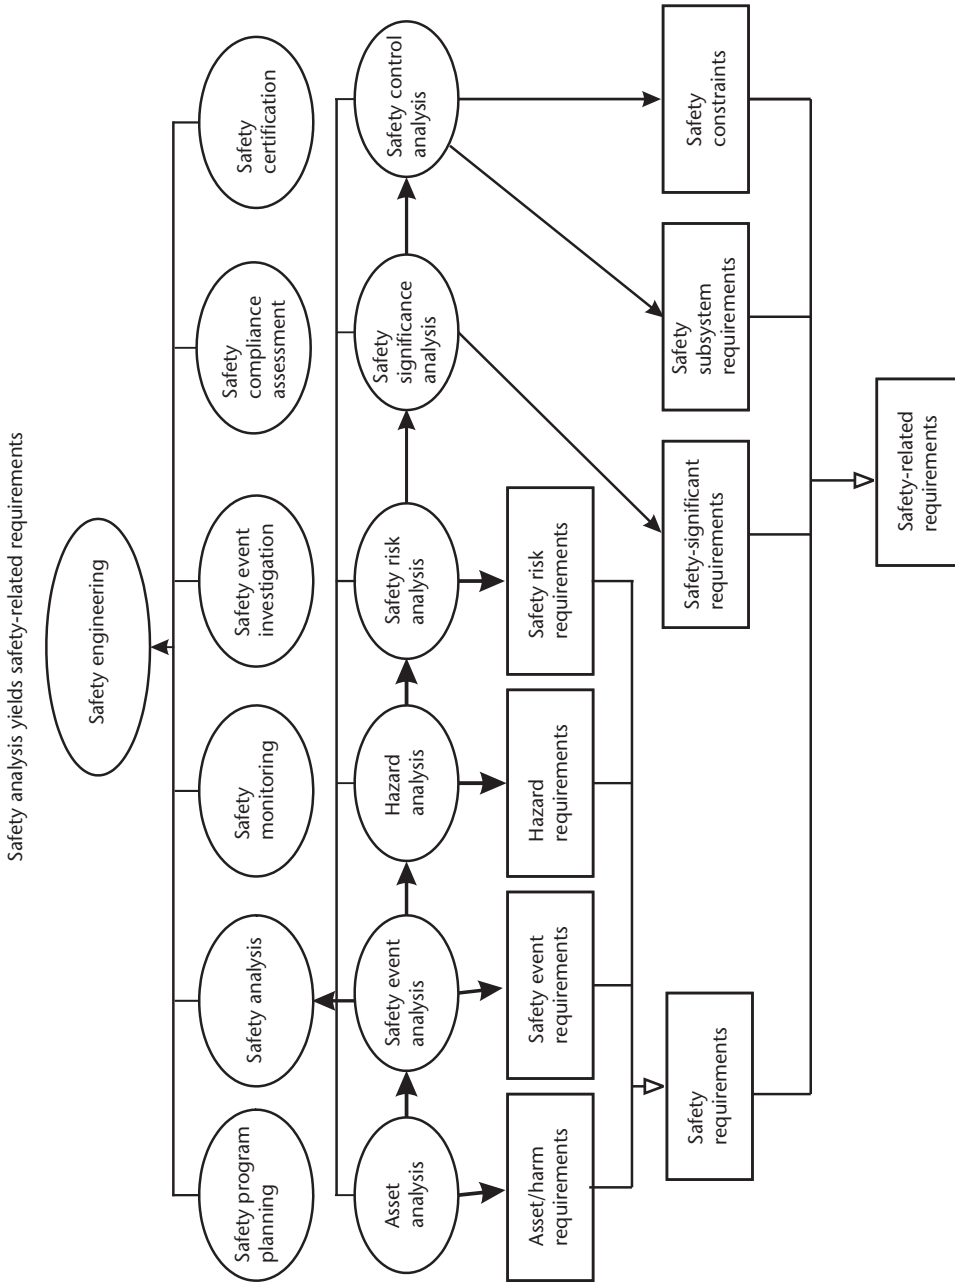 Safety analysis yields safety-related requirements
Safety engineering
Safety program
planning
Safety analysis
Safety
monitoring
Safety event
investigation
Safety
compliance
assessment
Safety
certification
Asset
analysis
Safety event
analysis
Hazard
analysis
Safety risk
analysis
Safety
significance
analysis
Safety control
analysis
Asset/harm
requirements
Safety event
requirements
Hazard
requirements
Safety risk
requirements
Safety
requirements
Safety-significant
requirements
Safety
subsystem
requirements
Safety
constraints
Safety-related
requirements